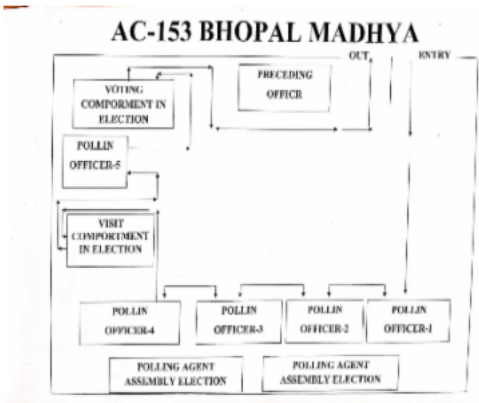 AC-153 BHOPAL MADHYA
OUT
ENTRY
VOTING
COMPORMENT IN
ELECTION
PRECEDING
OFFICR
POLLIN
OFFICER-5
VISIT
COMPORTMENT
IN ELECTION
POLLIN
OFFICER-4
POLLIN
OFFICER-3
POLLIN
OFFICER-2
POLLIN
OFFICER-1
POLLING AGENT
ASSEMBLY ELECTION
POLLING AGENT
ASSEMBLY ELECTION